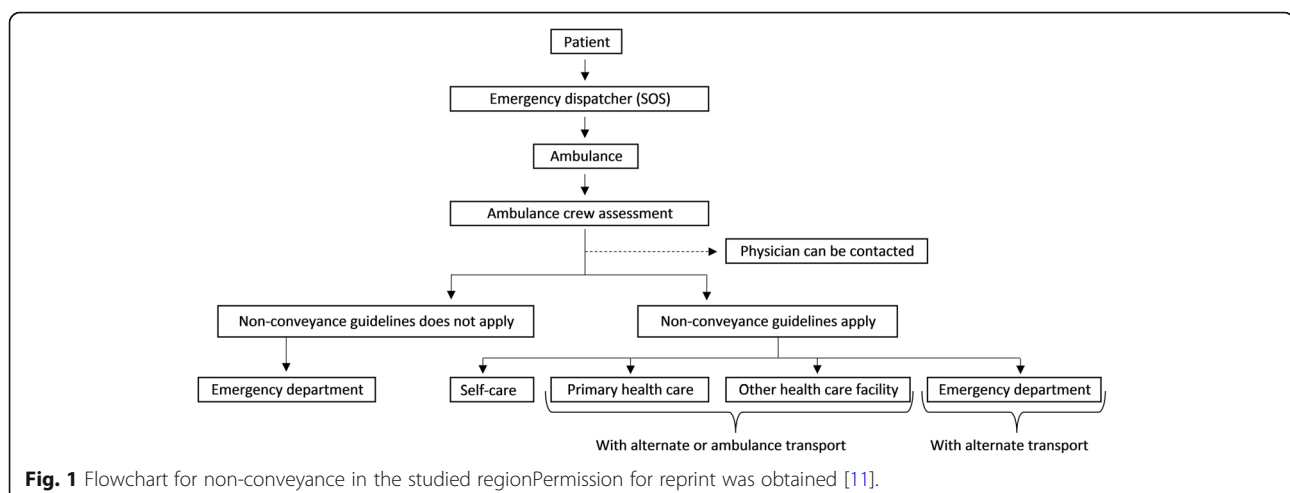 Patient
Emergency dispatcher (SOS)
Ambulance
Ambulance crew assessment
Physician can be contacted
Non-conveyance guidelines does not apply
Non-conveyance guidelines apply
Emergency department
Self-care
Primary health care
Other health care facility
Emergency department
With alternate or ambulance transport
With alternate transport
Fig. 1 Flowchart for non-conveyance in the studied regionPermission for reprint was obtained [11].